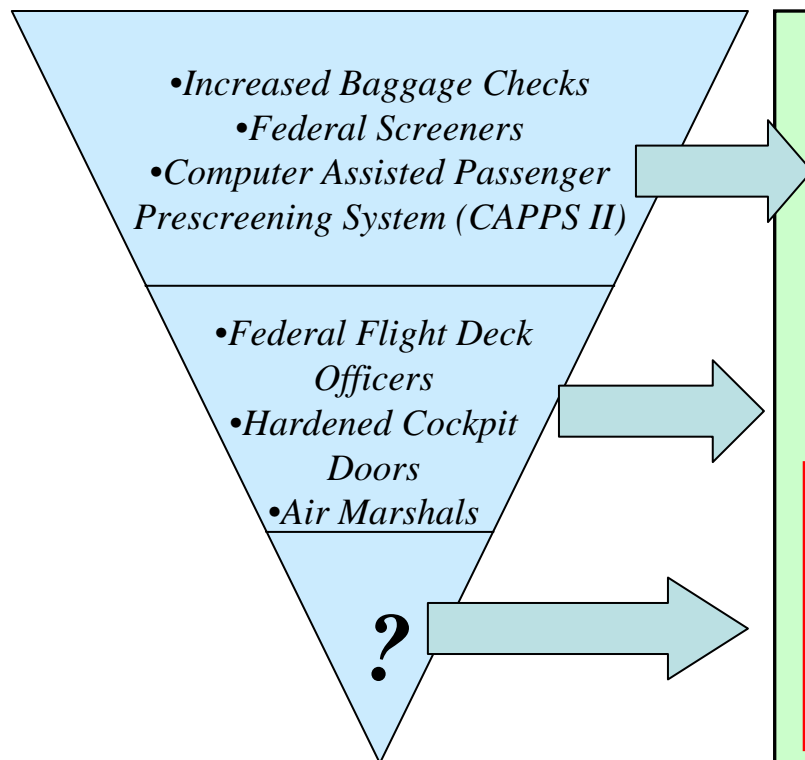 •Increased Baggage Checks
•Federal Screeners
•Computer Assisted Passenger
Prescreening System (CAPPS II)
•Federal Flight Deck
Officers
•Hardened Cockpit
Doors
•Air Marshals
?